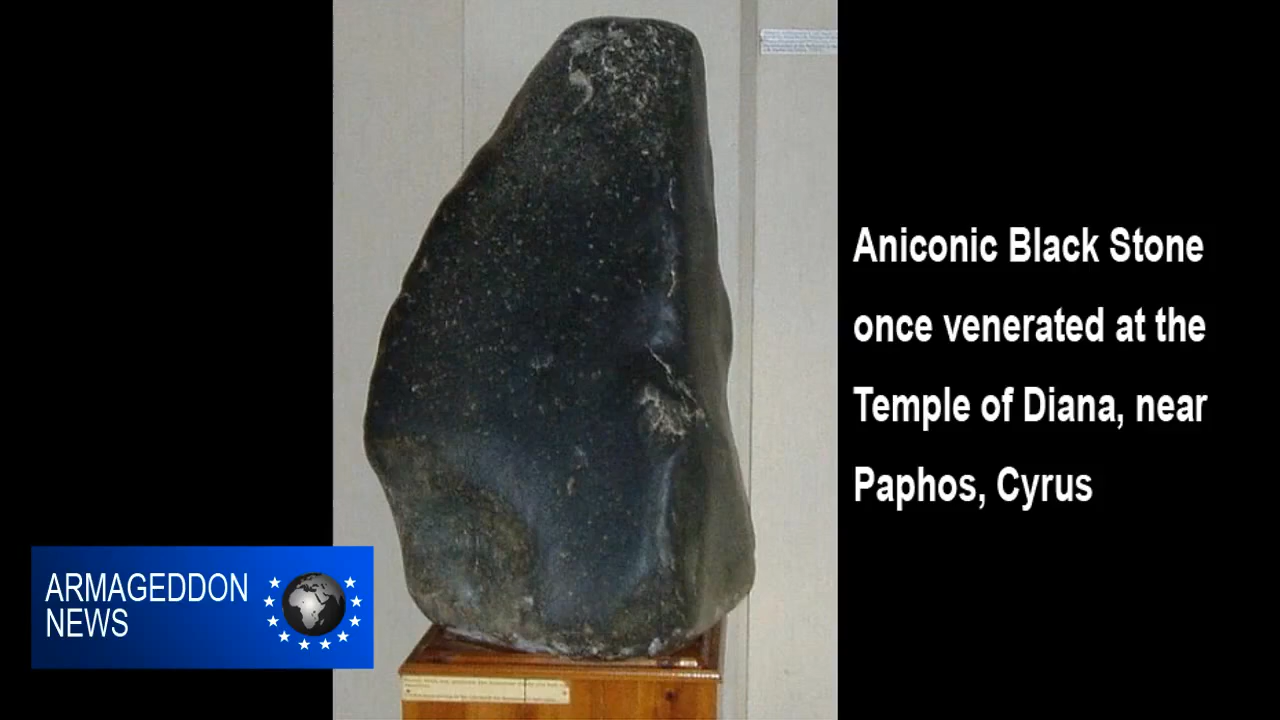 Aniconic Black Stone
once venerated at the
Temple of Diana, near
Paphos, Cyrus
ARMAGEDDON
NEWS